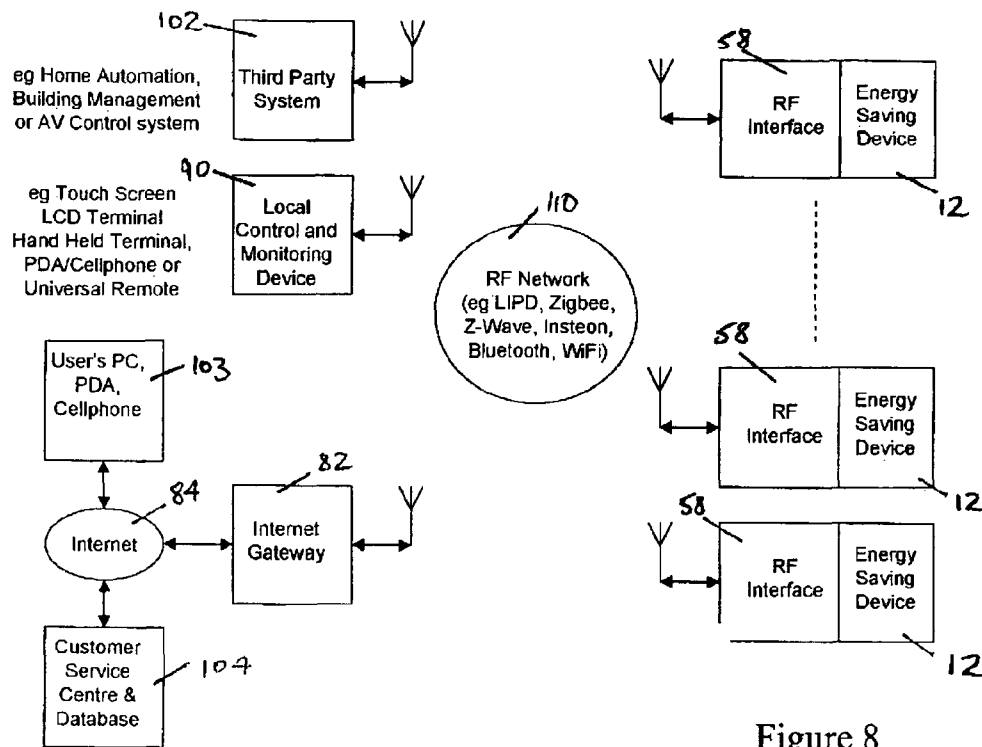 102
Third Party
System
eg Home Automation,
Building Management
or AV Control system
90
Local
Control and
Monitoring
Device
eg Touch Screen
LCD Terminal
Hand Held Terminal,
PDA/Cellphone or
Universal Remote
User's PC,
PDA,
Cellphone
103
84
Internet
82
Internet
Gateway
Customer
Service
Centre &
Database
104
110
RF Network
(eg LIPD, Zigbee,
Z-Wave, Insteon,
Bluetooth, WiFi)
58
RF
Interface
Energy
Saving
Device
12
58
RF
Interface
Energy
Saving
Device
12
58
RF
Interface
Energy
Saving
Device
12
Figure 8